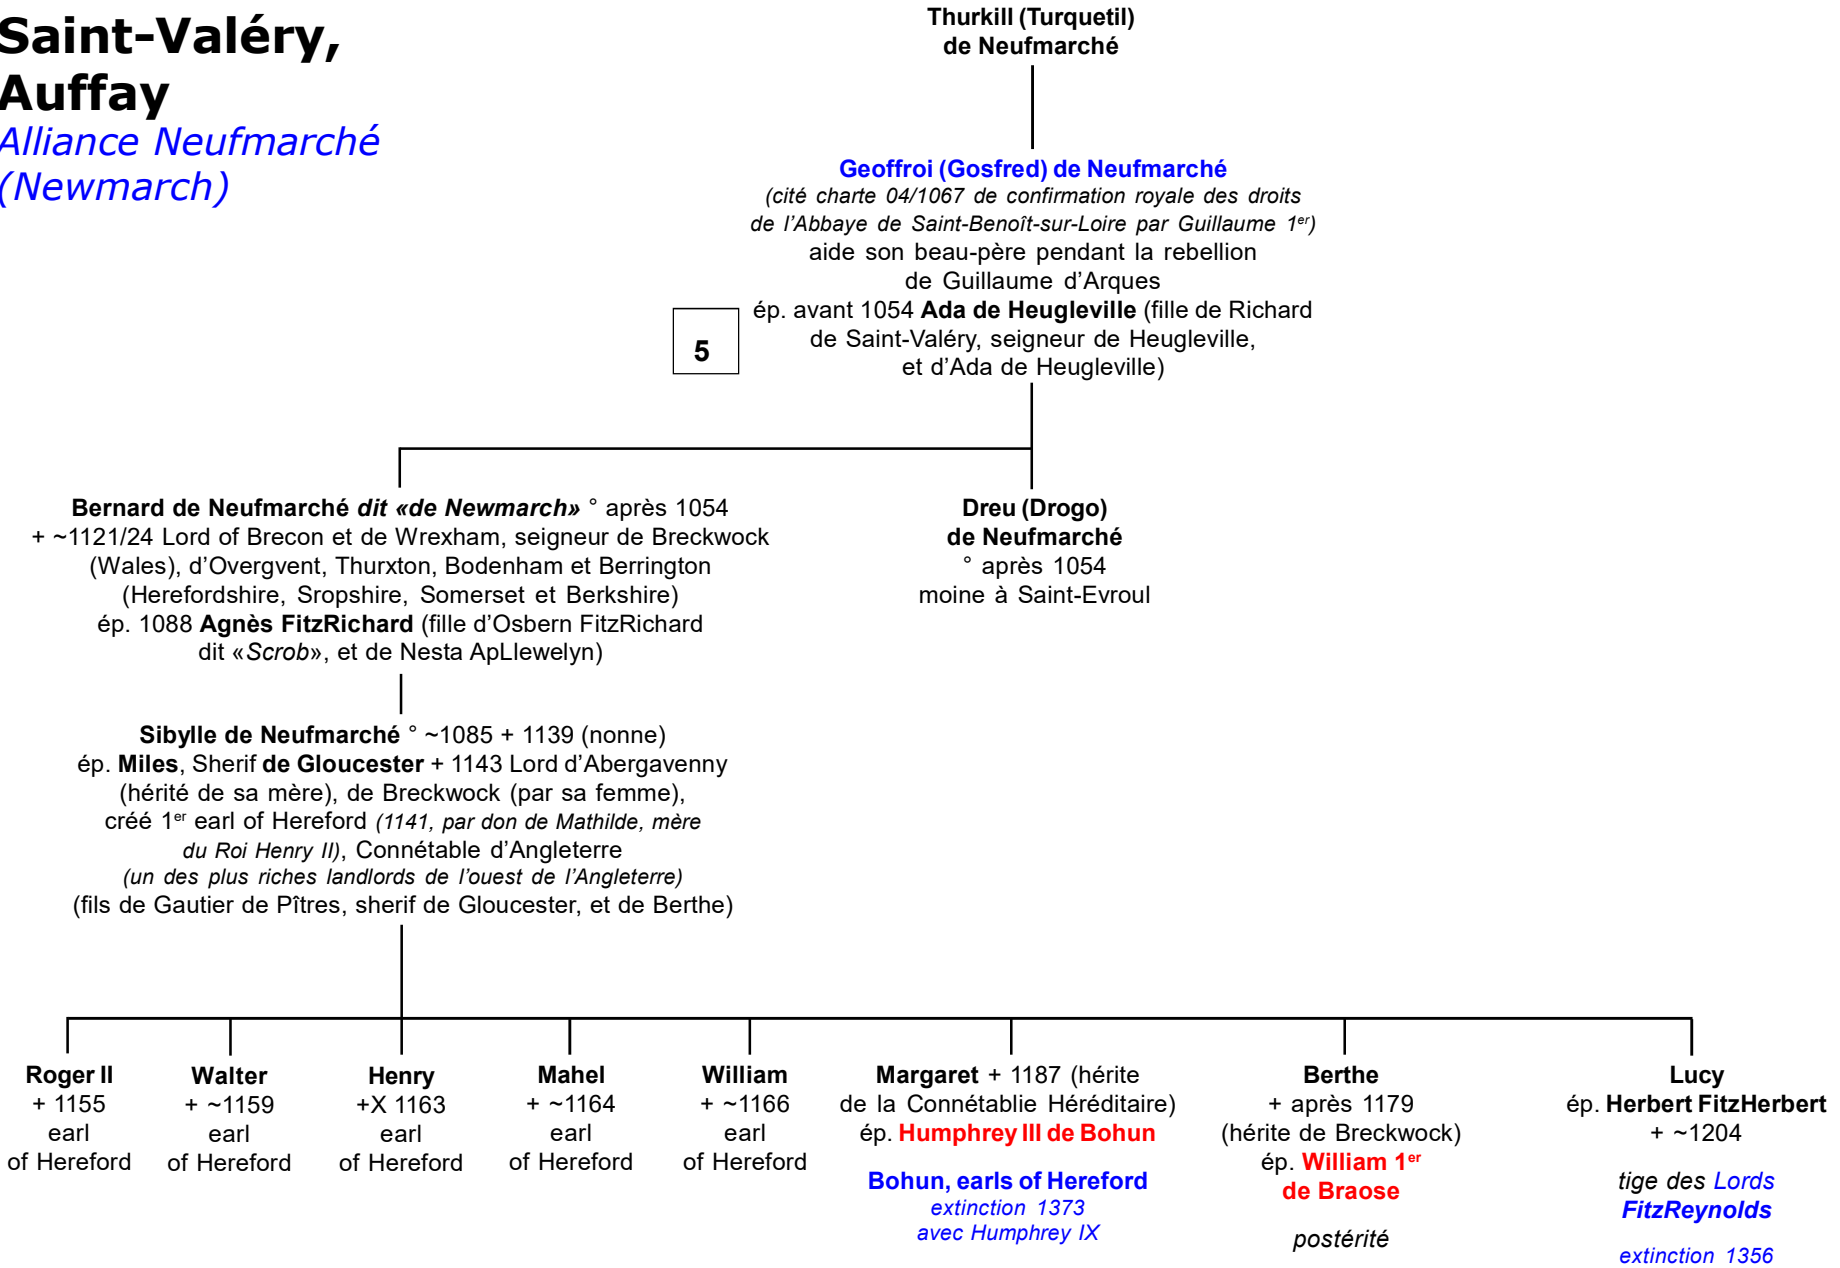 Saint-Valéry,
Auffay
Alliance Neufmarché
(Newmarch)
Thurkill (Turquetil)
de Neufmarché
Geoffroi (Gosfred) de Neufmarché
(cité charte 04/1067 de confirmation royale des droits
de l'Abbaye de Saint-Benoît-sur-Loire par Guillaume 1er)
aide son beau-père pendant la rebellion
de Guillaume d'Arques
ép. avant 1054 Ada de Heugleville (fille de Richard
de Saint-Valéry, seigneur de Heugleville,
et d'Ada de Heugleville)
5
Bernard de Neufmarché dit «de Newmarch» ° après 1054
+ ~1121/24 Lord of Brecon et de Wrexham, seigneur de Breckwock
(Wales), d'Overgvent, Thurxton, Bodenham et Berrington
(Herefordshire, Sropshire, Somerset et Berkshire)
ép. 1088 Agnès FitzRichard (fille d'Osbern FitzRichard
dit «Scrob», et de Nesta ApLlewelyn)
Dreu (Drogo)
de Neufmarché
° après 1054
moine à Saint-Evroul
Sibylle de Neufmarché ° ~1085 + 1139 (nonne)
ép. Miles, Sherif de Gloucester + 1143 Lord d'Abergavenny
(hérité de sa mère), de Breckwock (par sa femme),
créé 1er earl of Hereford (1141, par don de Mathilde, mère
du Roi Henry II), Connétable d'Angleterre
(un des plus riches landlords de l'ouest de l'Angleterre)
(fils de Gautier de Pîtres, sherif de Gloucester, et de Berthe)
Roger II
+ 1155
earl
of Hereford
Walter
+ ~1159
earl
of Hereford
Henry
+X 1163
earl
of Hereford
Mahel
+ ~1164
earl
of Hereford
William
+ ~1166
earl
of Hereford
Margaret + 1187 (hérite
de la Connétablie Héréditaire)
ép. Humphrey III de Bohun
Bohun, earls of Hereford
extinction 1373
avec Humphrey IX
Berthe
+ après 1179
(hérite de Breckwock)
ép. William 1er
de Braose
postérité
Lucy
ép. Herbert FitzHerbert
+ ~1204
tige des Lords
FitzReynolds
extinction 1356